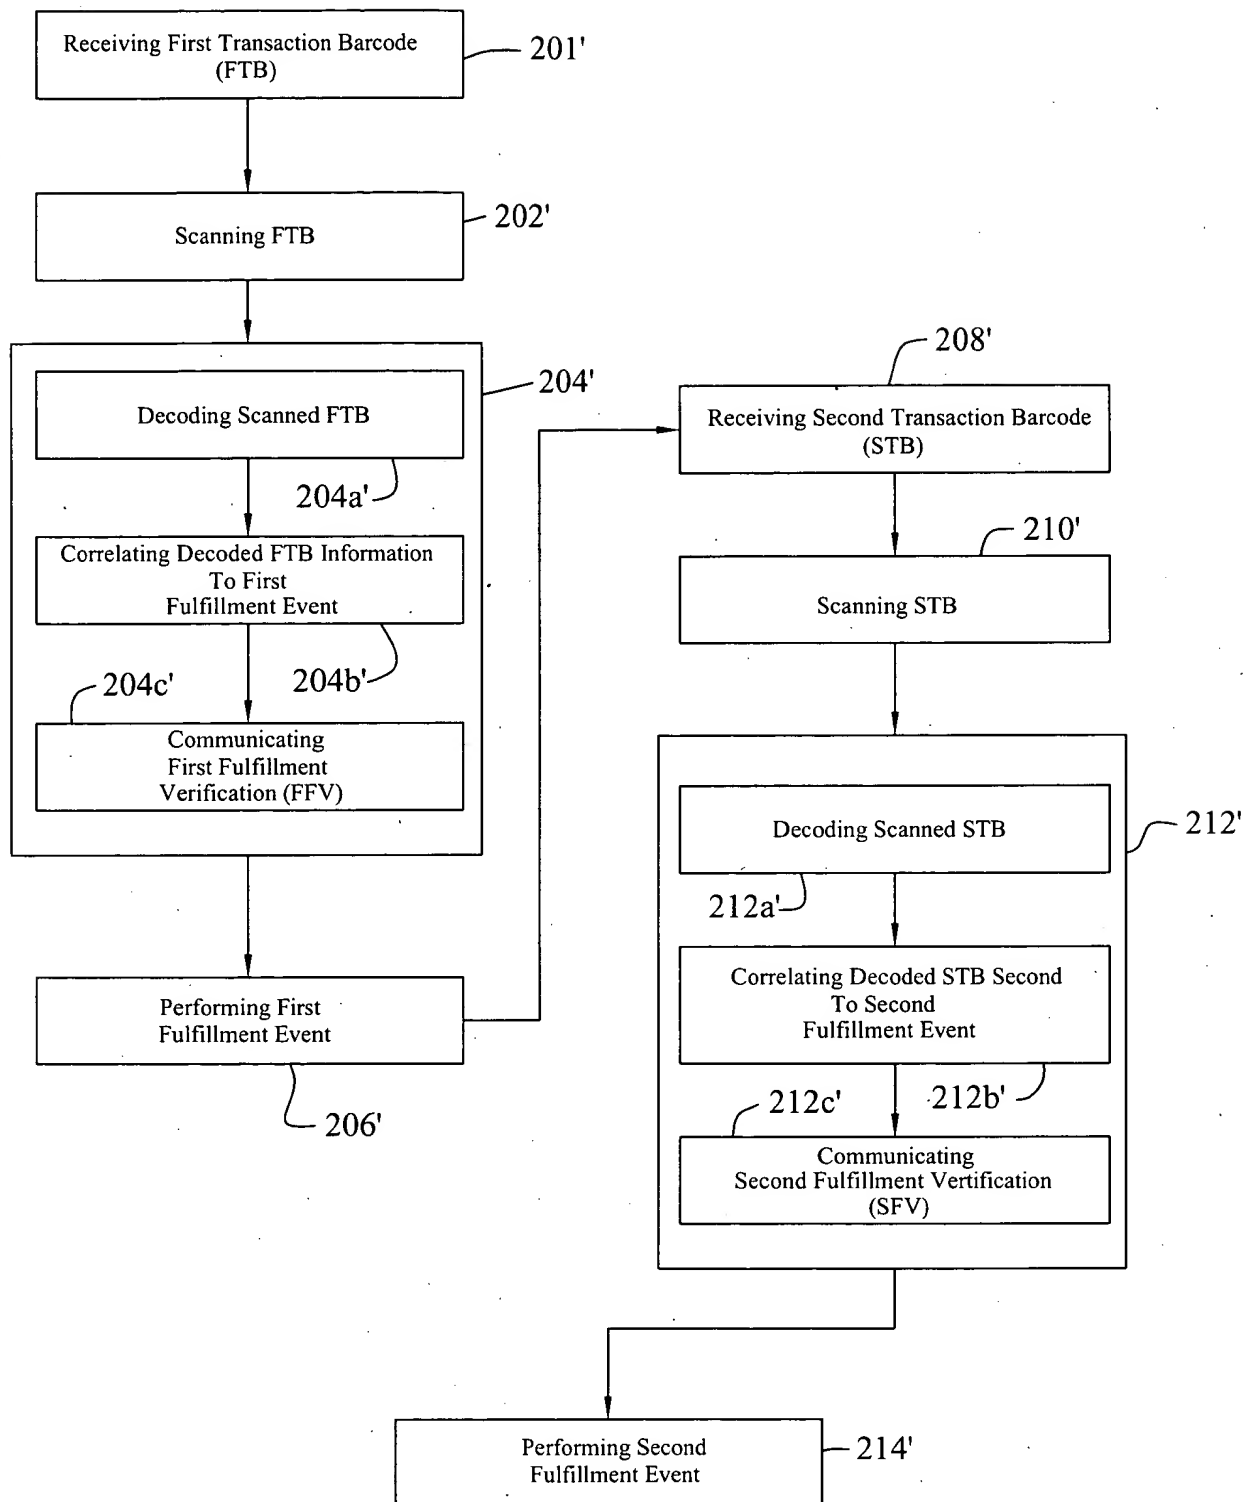 Receiving First Transaction Barcode
(FTB)
201'
Scanning FTB
202'
204'
Decoding Scanned FTB
204a'
Correlating Decoded FTB Information
To First
Fulfillment Event
204b'
204c'
Communicating
First Fulfillment
Verification (FFV)
Performing First
Fulfillment Event
206'
208'
Receiving Second Transaction Barcode
(STB)
210'
Scanning STB
212'
Decoding Scanned STB
212a'
Correlating Decoded STB Second
To Second
Fulfillment Event
212b'
212c'
Communicating
Second Fulfillment Vertification
(SFV)
Performing Second
Fulfillment Event
214'